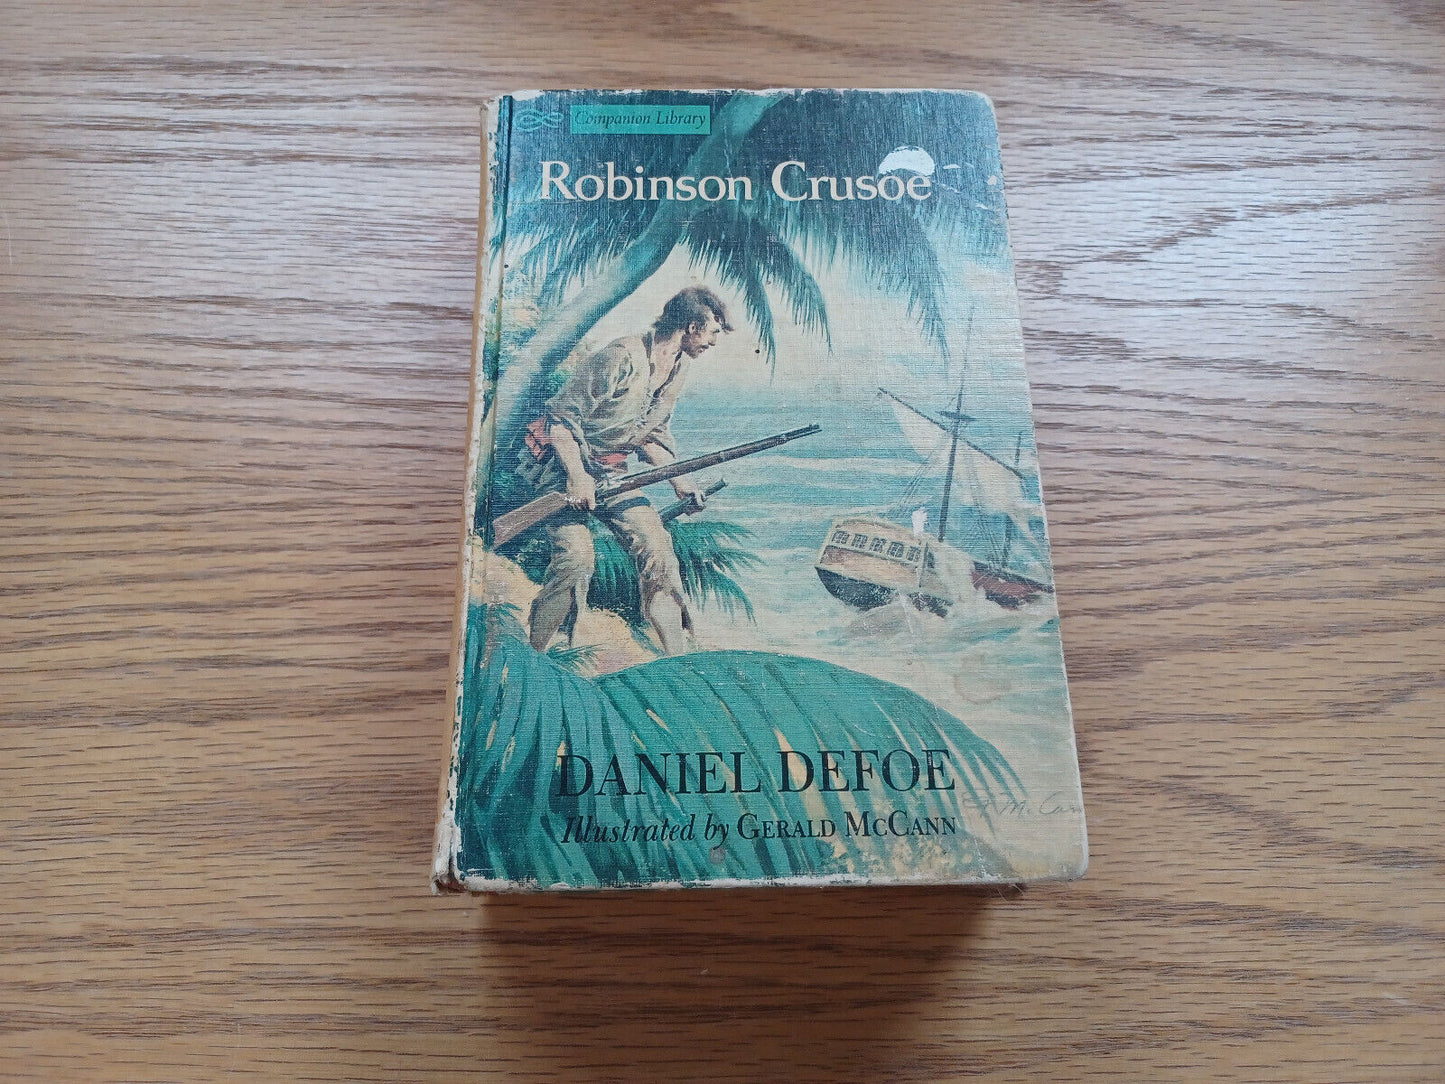 Companion Library
Robinson Crusoe
DANIEL DEFOE
Illustrated by GERALD MCCANN